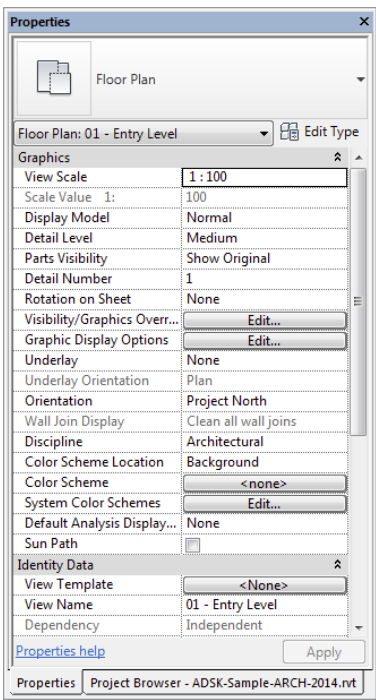 Properties
Floor Plan
Floor Plan: 01 - Entry Level Edit Type
Graphics
View Scale 1 : 100
Scale Value 1: 100
Display Model Normal
Detail Level Medium
Parts Visibility Show Original
Detail Number 1
Rotation on Sheet None
Visibility/Graphics Overr... Edit...
Graphic Display Options Edit...
Underlay None
Underlay Orientation Plan
Orientation Project North
Wall Join Display Clean all wall joins
Discipline Architectural
Color Scheme Location Background
Color Scheme <none>
System Color Schemes Edit...
Default Analysis Display... None
Sun Path
Identity Data
View Template <None>
View Name 01 - Entry Level
Dependency Independent
Properties help Apply
Properties Project Browser - ADSK-Sample-ARCH-2014.rvt